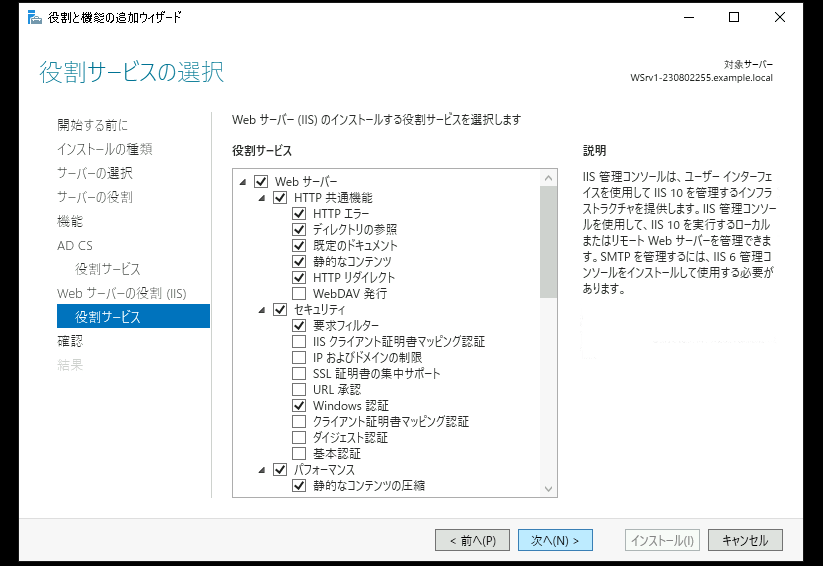 役割と機能の追加ウィザード
役割サービスの選択
対象サーバー
WSrv1-230802255.example.local
開始する前に
インストールの種類
サーバーの選択
サーバーの役割
機能
AD CS
役割サービス
Web サーバーの役割 (IIS)
役割サービス
確認
結果
Web サーバー (IIS) のインストールする役割サービスを選択します
役割サービス
Web サーバー
HTTP 共通機能
HTTP エラー
ディレクトリの参照
既定のドキュメント
静的なコンテンツ
HTTP リダイレクト
WebDAV 発行
セキュリティ
要求フィルター
IIS クライアント証明書マッピング認証
IP およびドメインの制限
SSL 証明書の集中サポート
URL 承認
Windows 認証
クライアント証明書マッピング認証
ダイジェスト認証
基本認証
パフォーマンス
静的なコンテンツの圧縮
説明
IIS 管理コンソールは、ユーザー インターフェ
イスを使用して IIS 10 を管理するインフラ
ストラクチャを提供します。IIS 管理コンソー
ルを使用して、IIS 10 を実行するローカル
またはリモート Web サーバーを管理できま
す。SMTP を管理するには、IIS 6 管理コ
ンソールをインストールして使用する必要が
あります。
< 前へ(P)
次へ(N) >
インストール(I)
キャンセル